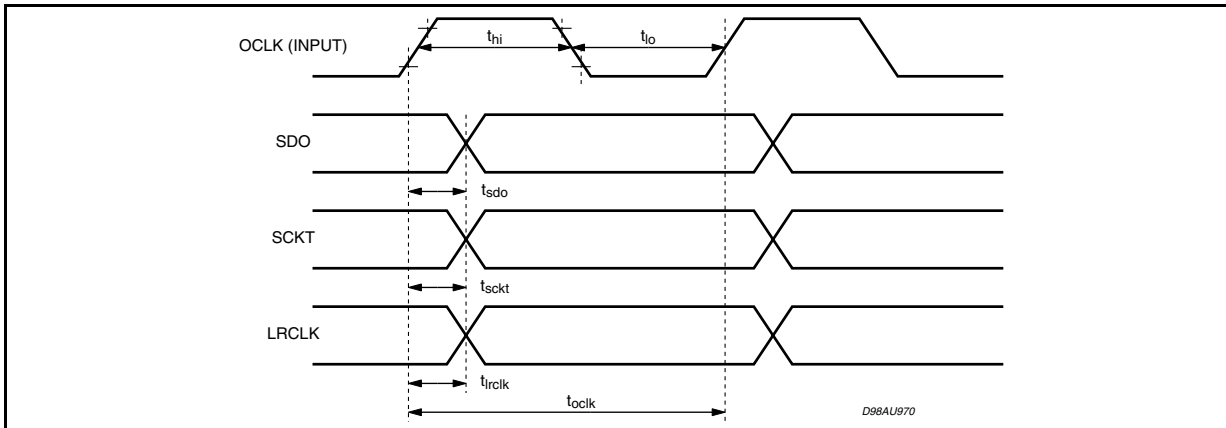 OCLK (INPUT)
thi
tlo
SDO
tsdo
SCKT
tsckt
LRCLK
tlrclk
toclk
D98AU970